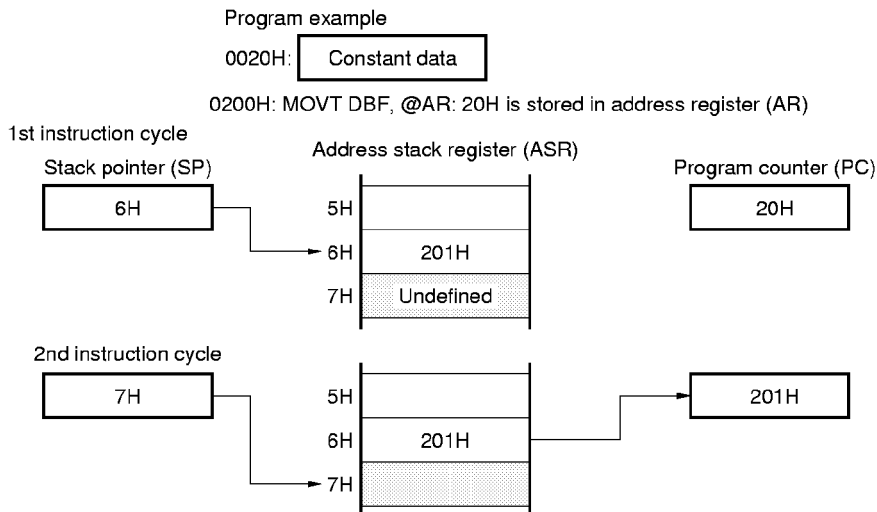 Program example
0020H: Constant data
0200H: MOVT DBF, @AR: 20H is stored in address register (AR)
1st instruction cycle
Stack pointer (SP)
Address stack register (ASR)
Program counter (PC)
6H
5H
20H
6H
201H
7H
Undefined
2nd instruction cycle
7H
5H
201H
6H
201H
7H